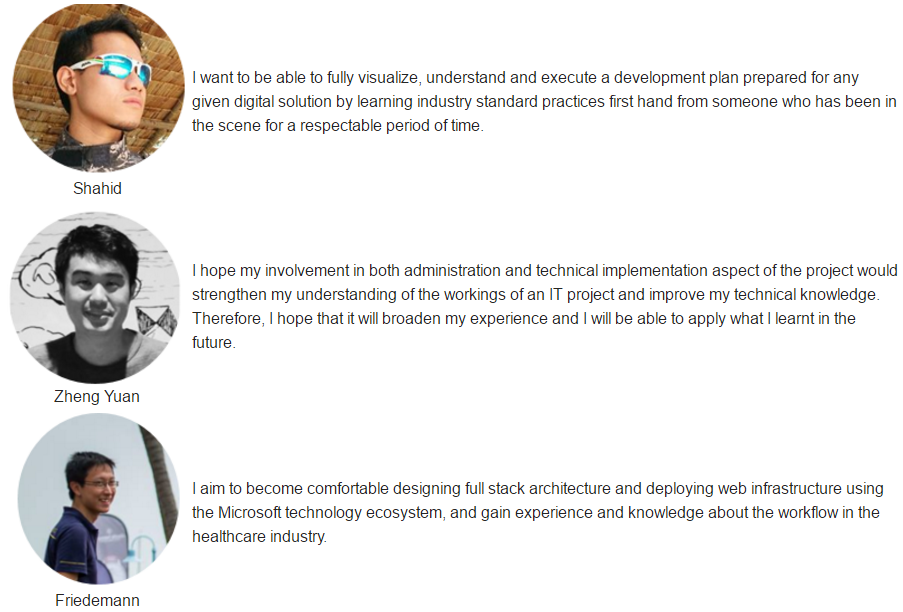 I want to be able to fully visualize, understand and execute a development plan prepared for any
given digital solution by learning industry standard practices first hand from someone who has been in
the scene for a respectable period of time.
Shahid
I hope my involvement in both administration and technical implementation aspect of the project would
strengthen my understanding of the workings of an IT project and improve my technical knowledge.
Therefore, I hope that it will broaden my experience and I will be able to apply what I learnt in the
future.
Zheng Yuan
I aim to become comfortable designing full stack architecture and deploying web infrastructure using
the Microsoft technology ecosystem, and gain experience and knowledge about the workflow in the
healthcare industry.
Friedemann